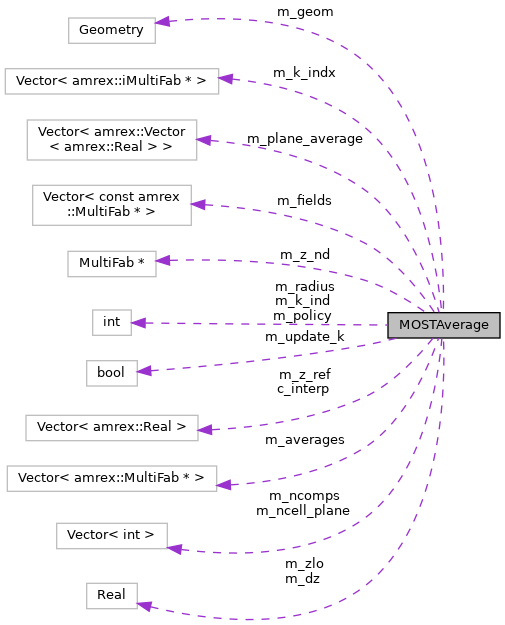 m_geom
Geometry
m_k_indx
Vector< amrex::iMultiFab * >
m_plane_average
Vector< amrex::Vector
< amrex::Real > >
m_fields
Vector< const amrex
::MultiFab * >
m_z_nd
MultiFab *
m_radius
m_k_ind
m_policy
int
MOSTAverage
m_update_k
bool
m_z_ref
c_interp
Vector< amrex::Real >
m_averages
Vector< amrex::MultiFab * >
m_ncomps
m_ncell_plane
Vector< int >
m_zlo
m_dz
Real